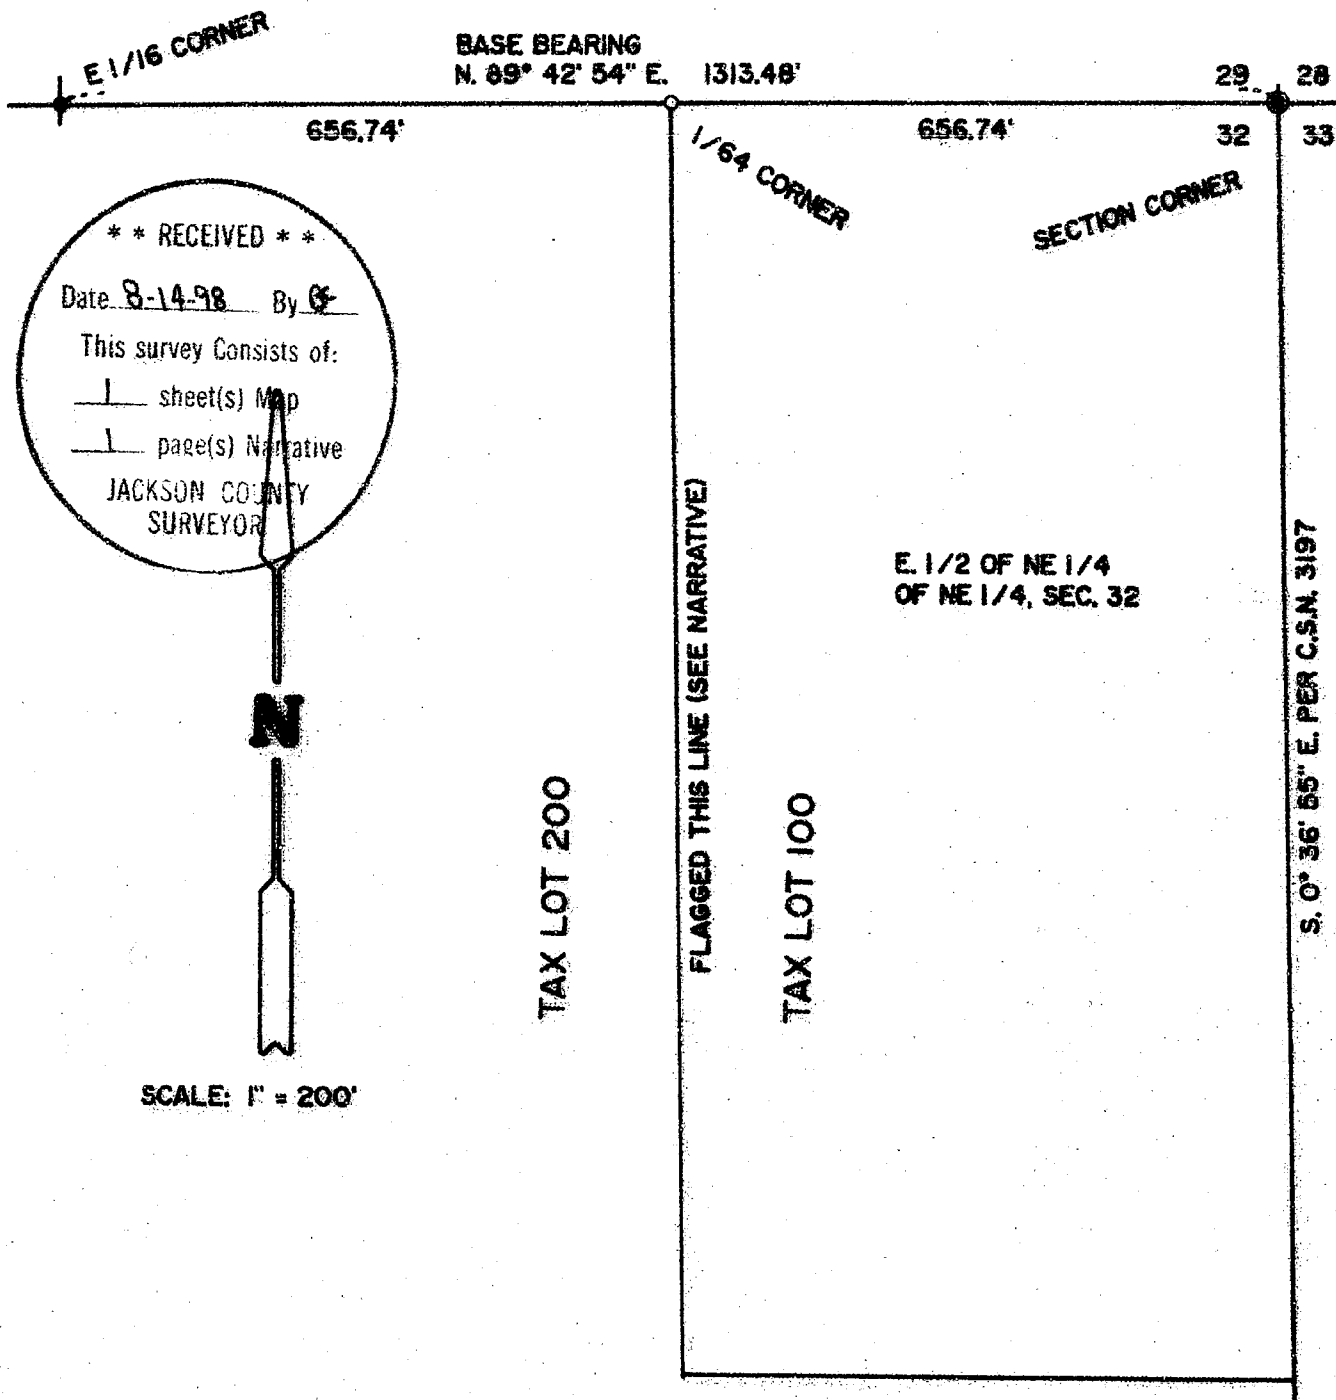 E 1/16 CORNER
BASE BEARING
N. 89° 42' 54" E. 1313.48'
29 28
656.74'
656.74'
32 33
1/64 CORNER
SECTION CORNER
* * RECEIVED * *
Date 8-14-98 By
This survey Consists of:
1 sheet(s) Map
1 page(s) Narrative
JACKSON COUNTY
SURVEYOR
N
SCALE: 1" = 200'
TAX LOT 200
FLAGGED THIS LINE (SEE NARRATIVE)
TAX LOT 100
E. 1/2 OF NE 1/4
OF NE 1/4, SEC. 32
S. 0° 36' 55" E. PER C.S.N. 3197